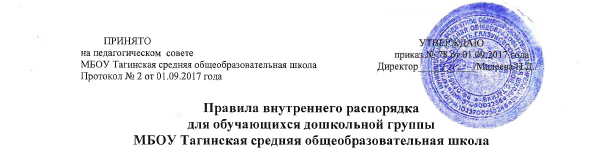 ПРИНЯТО
на педагогическом совете
МБОУ Тагинская средняя общеобразовательная школа
Протокол № 2 от 01.09.2017 года
УТВЕРЖДАЮ
приказ № 78 от 01.09.2017 года
Директор
Правила внутреннего распорядка
для обучающихся дошкольной группы
МБОУ Тагинская средняя общеобразовательная школа